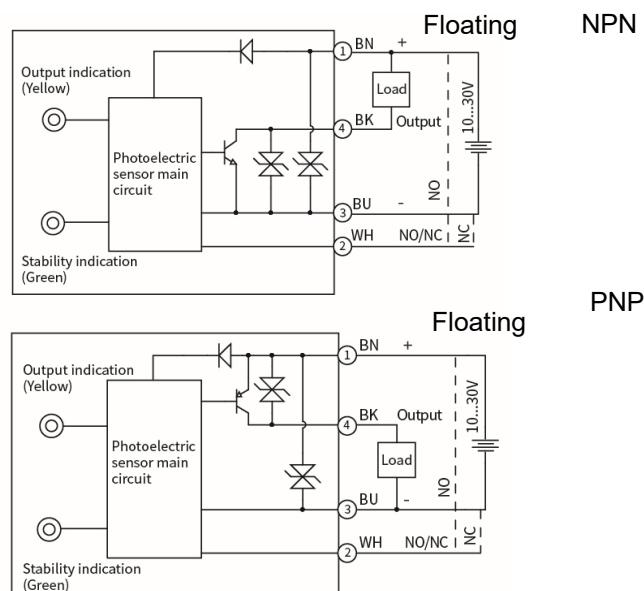 Floating NPN
1 BN +
Output indication
(Yellow)
Load
10...30V
4 BK Output
Photoelectric
sensor main
circuit
NO
3 BU -
NC
2 WH NO/NC
Stability indication
(Green)
PNP
Floating
1 BN +
Output indication
(Yellow)
10...30V
4 BK Output
Photoelectric
sensor main
circuit
Load
NO
3 BU -
NC
2 WH NO/NC
Stability indication
(Green)